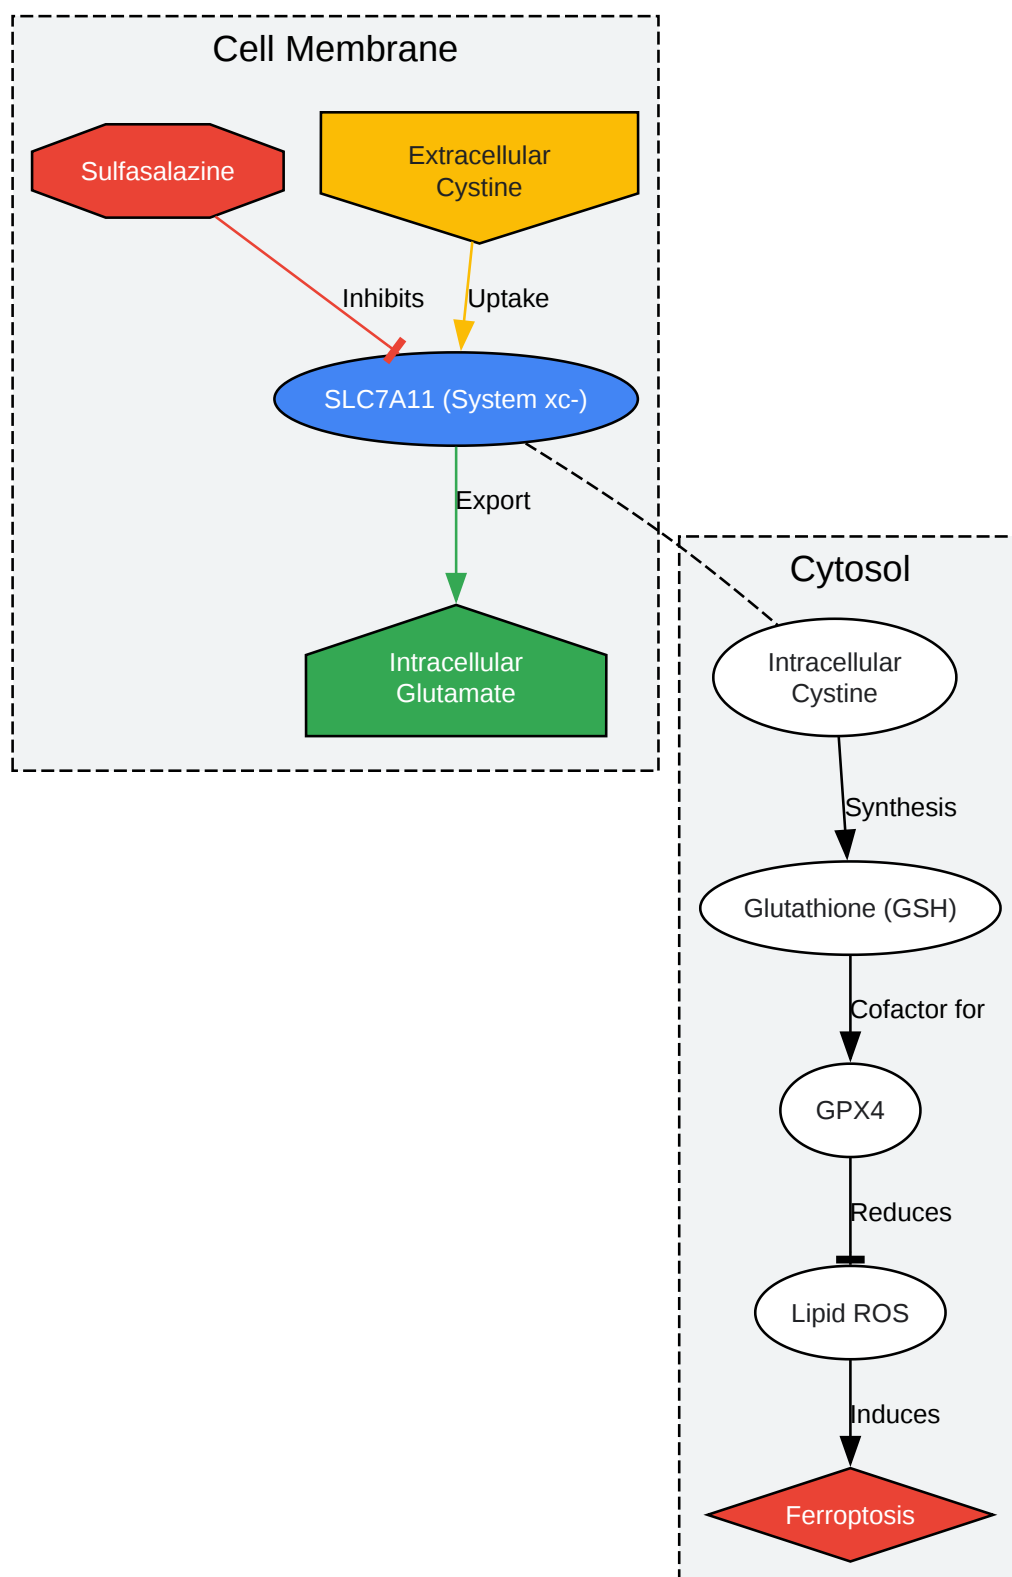 Cell Membrane
Sulfasalazine
Extracellular
Cystine
Inhibits
Uptake
SLC7A11 (System xc-)
Export
Intracellular
Glutamate
Cytosol
Intracellular
Cystine
Synthesis
Glutathione (GSH)
Cofactor for
GPX4
Reduces
Lipid ROS
Induces
Ferroptosis